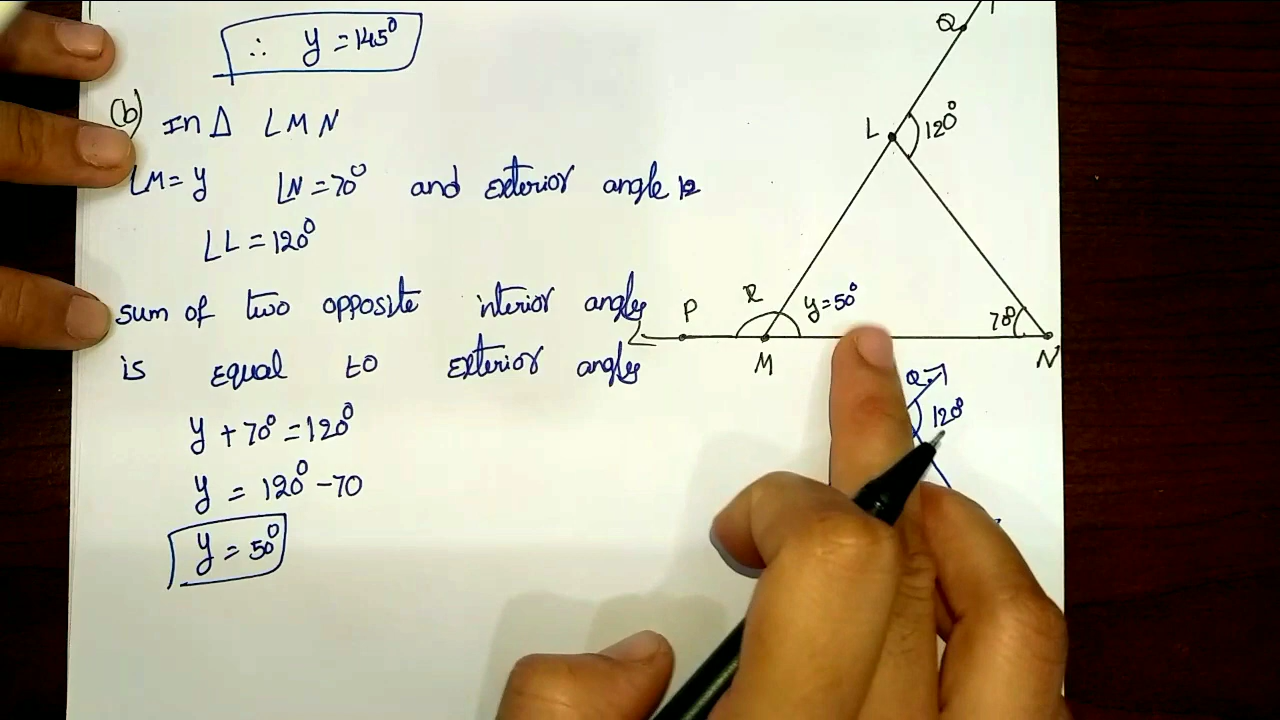 ∴ y = 145°
(b) In Δ LMN
∠M = y ∠N = 70° and exterior angle is
∠L = 120°
sum of two opposite interior angles
is equal to exterior angles
y + 70° = 120°
y = 120° - 70
y = 50°
Q
L 120°
P R y = 50° 70°
M N
Q
120°